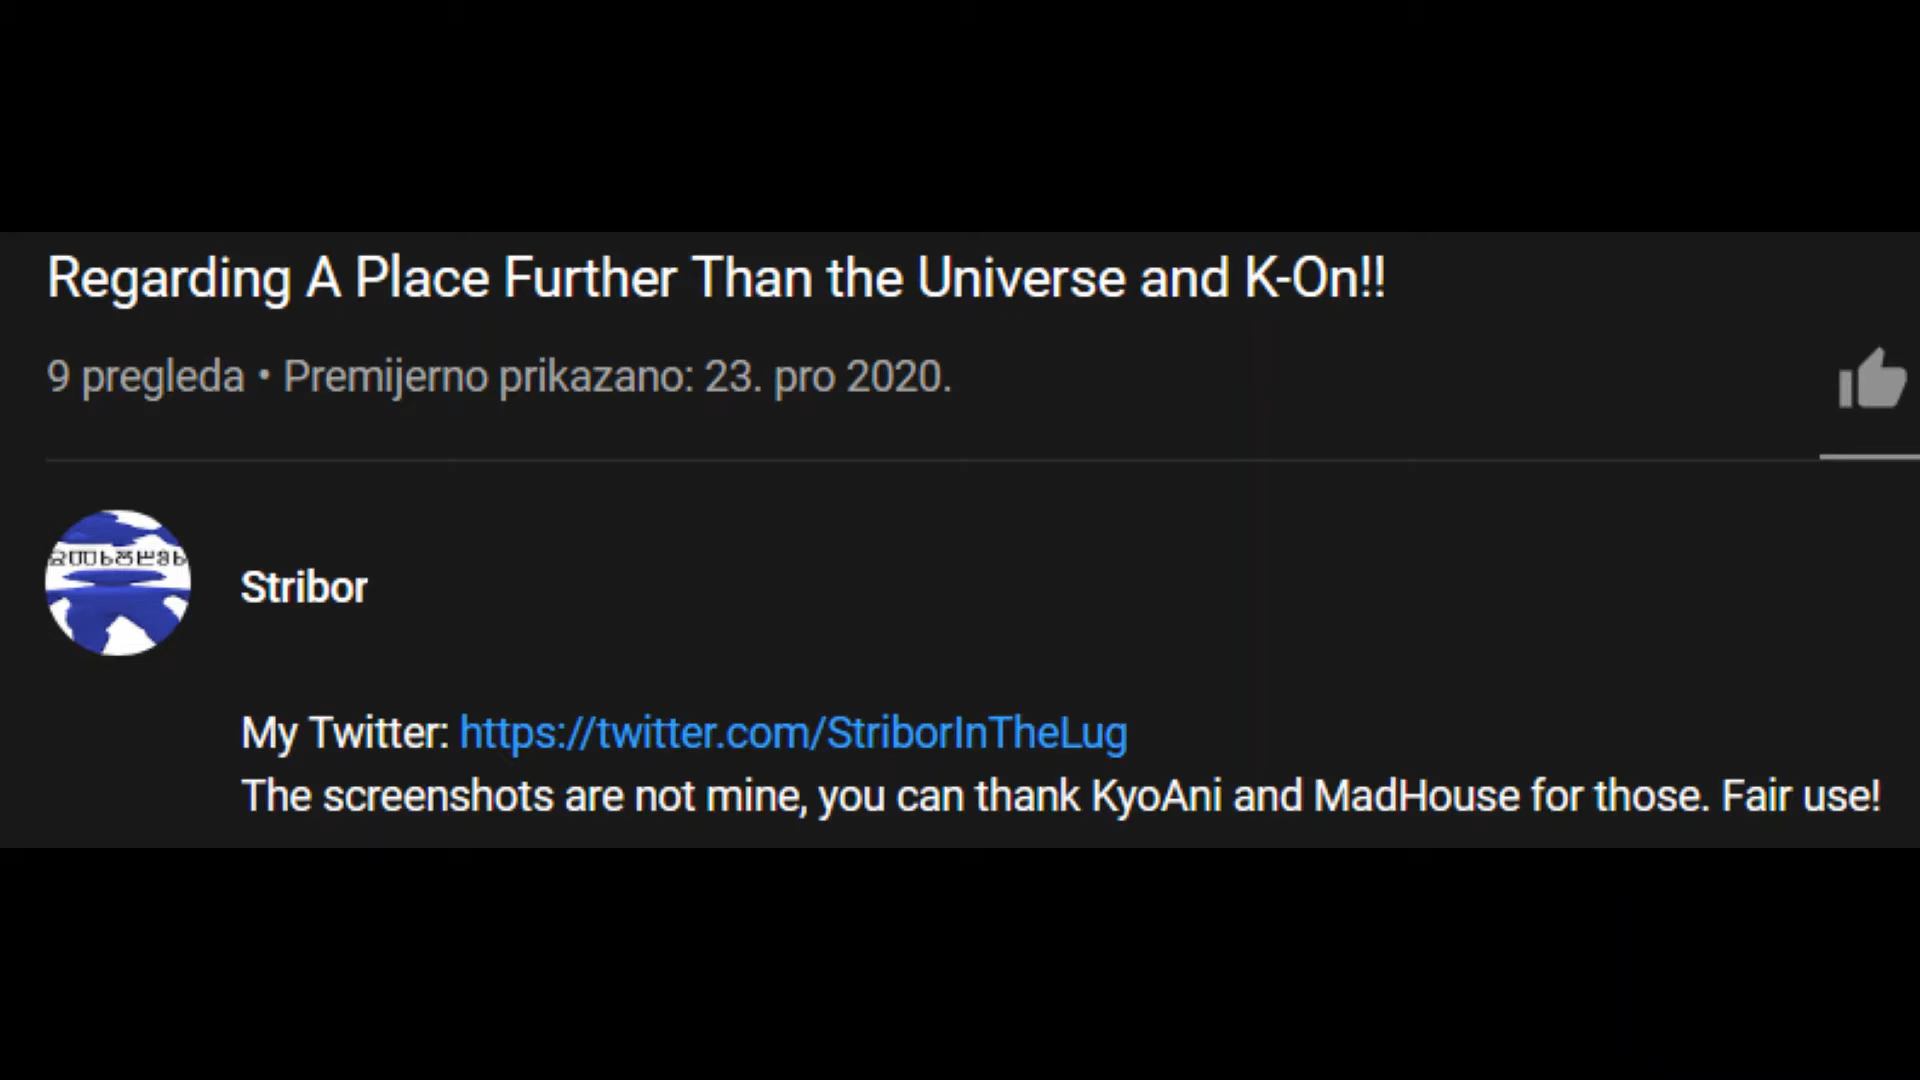 Regarding A Place Further Than the Universe and K-On!!
9 pregleda • Premijerno prikazano: 23. pro 2020.
Stribor
My Twitter: https://twitter.com/StriborInTheLug
The screenshots are not mine, you can thank KyoAni and MadHouse for those. Fair use!